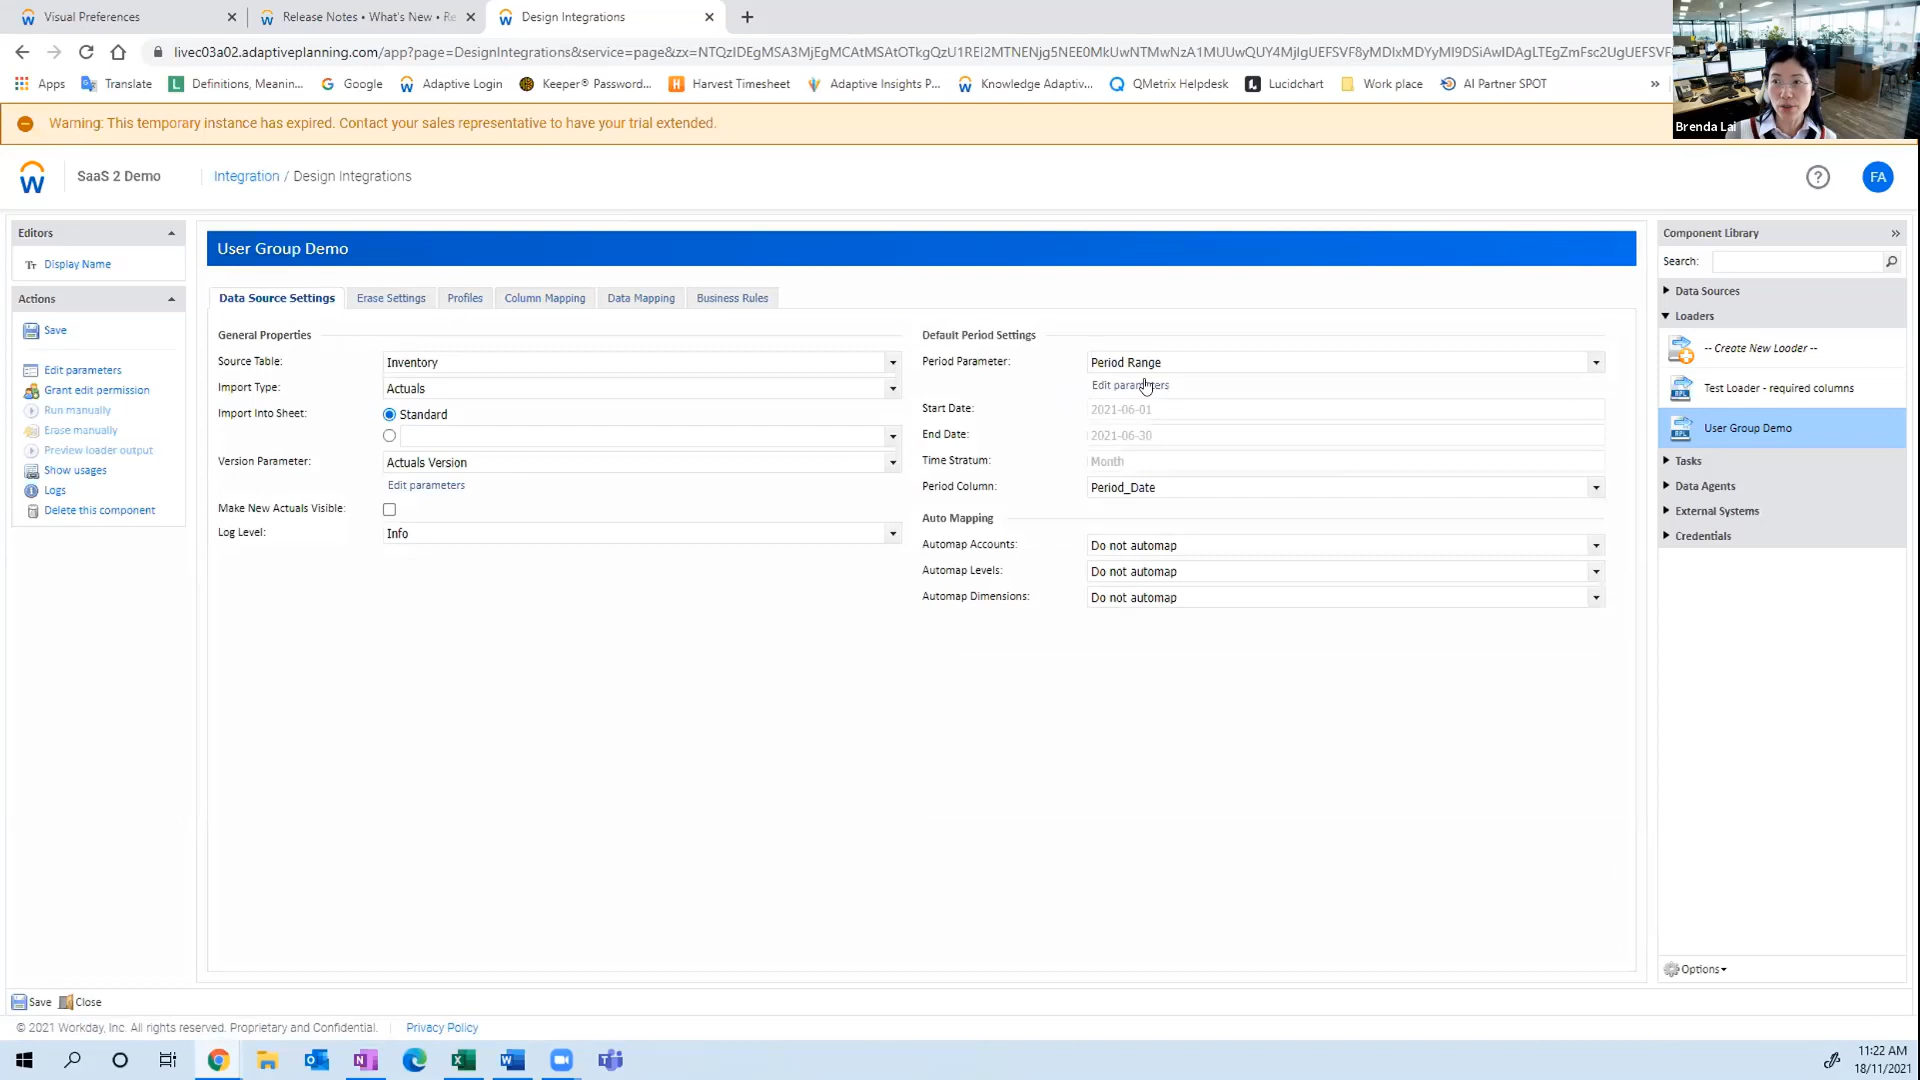 Visual Preferences
Release Notes • What's New • Re
Design Integrations
livec03a02.adaptiveplanning.com/app?page=DesignIntegrations&service=page&zx=
Apps
Translate
Definitions, Meanin...
Google
Adaptive Login
Keeper® Password...
Harvest Timesheet
Adaptive Insights P...
Knowledge Adaptiv...
QMetrix Helpdesk
Lucidchart
Work place
AI Partner SPOT
Brenda Lai
Warning: This temporary instance has expired. Contact your sales representative to have your trial extended.
SaaS 2 Demo
Integration / Design Integrations
FA
Editors
Display Name
Actions
Save
Edit parameters
Grant edit permission
Run manually
Erase manually
Preview loader output
Show usages
Logs
Delete this component
User Group Demo
Data Source Settings
Erase Settings
Profiles
Column Mapping
Data Mapping
Business Rules
General Properties
Source Table: Inventory
Import Type: Actuals
Import Into Sheet: Standard
Version Parameter: Actuals Version
Edit parameters
Make New Actuals Visible:
Log Level: Info
Default Period Settings
Period Parameter: Period Range
Edit parameters
Start Date: 2021-06-01
End Date: 2021-06-30
Time Stratum: Month
Period Column: Period_Date
Auto Mapping
Automap Accounts: Do not automap
Automap Levels: Do not automap
Automap Dimensions: Do not automap
Component Library
Search:
Data Sources
Loaders
-- Create New Loader --
Test Loader - required columns
User Group Demo
Tasks
Data Agents
External Systems
Credentials
Options
Save
Close
© 2021 Workday, Inc. All rights reserved. Proprietary and Confidential.
Privacy Policy
11:22 AM
18/11/2021